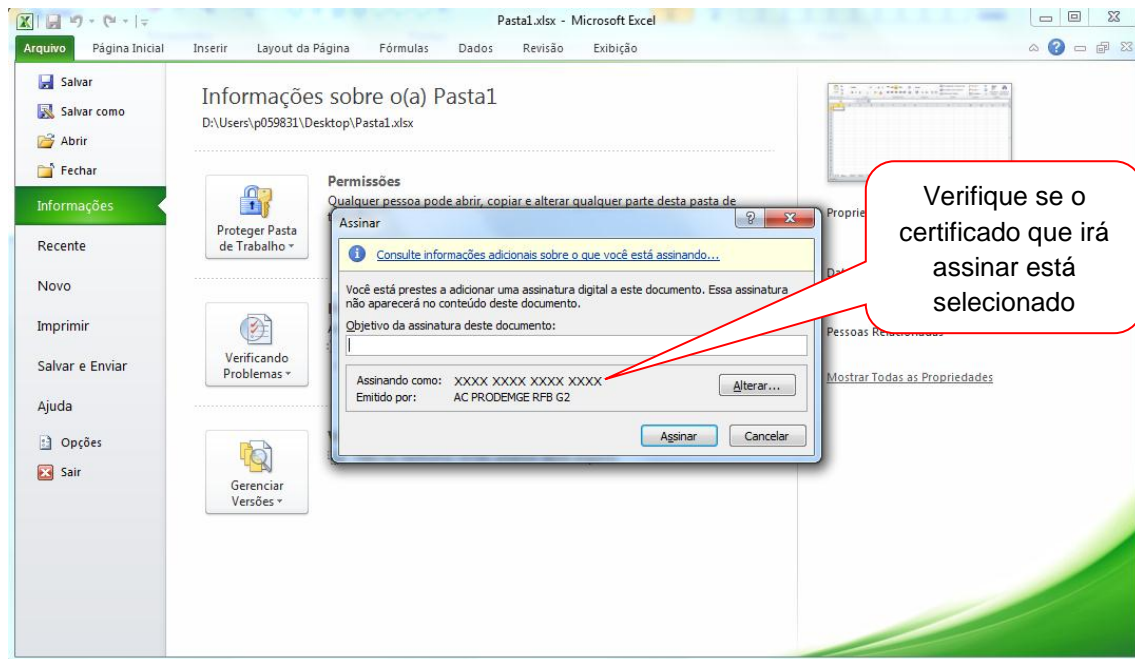 Pasta1.xlsx - Microsoft Excel
Arquivo Página Inicial Inserir Layout da Página Fórmulas Dados Revisão Exibição
Salvar
Salvar como
Abrir
Fechar
Informações
Recente
Novo
Imprimir
Salvar e Enviar
Ajuda
Opções
Sair
Informações sobre o(a) Pasta1
D:\Users\p059831\Desktop\Pasta1.xlsx
Proteger Pasta
de Trabalho
Permissões
Qualquer pessoa pode abrir, copiar e alterar qualquer parte desta pasta de
Verificando
Problemas
Gerenciar
Versões
Assinar
Consulte informações adicionais sobre o que você está assinando...
Você está prestes a adicionar uma assinatura digital a este documento. Essa assinatura
não aparecerá no conteúdo deste documento.
Objetivo da assinatura deste documento:
Assinando como: XXXX XXXX XXXX XXXX
Emitido por: AC PRODEMGE RFB G2
Alterar...
Assinar Cancelar
Verifique se o
certificado que irá
assinar está
selecionado
Proprie
Pessoas Relacionadas
Mostrar Todas as Propriedades